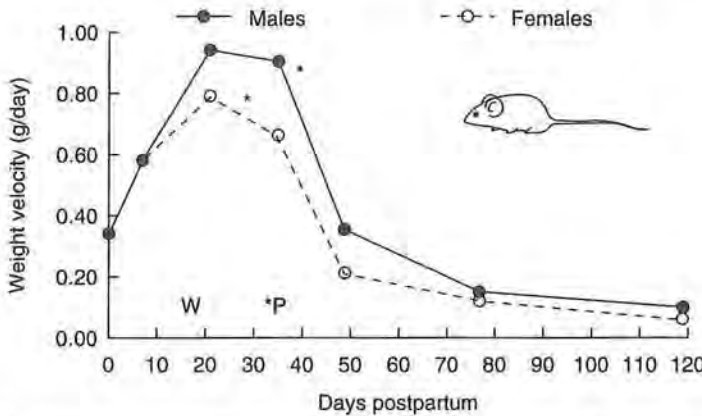 Males
Females
Weight velocity (g/day)
1.00
0.80
0.60
0.40
0.20
0.00
*
*
W
*P
0 10 20 30 40 50 60 70 80 90 100 110 120
Days postpartum